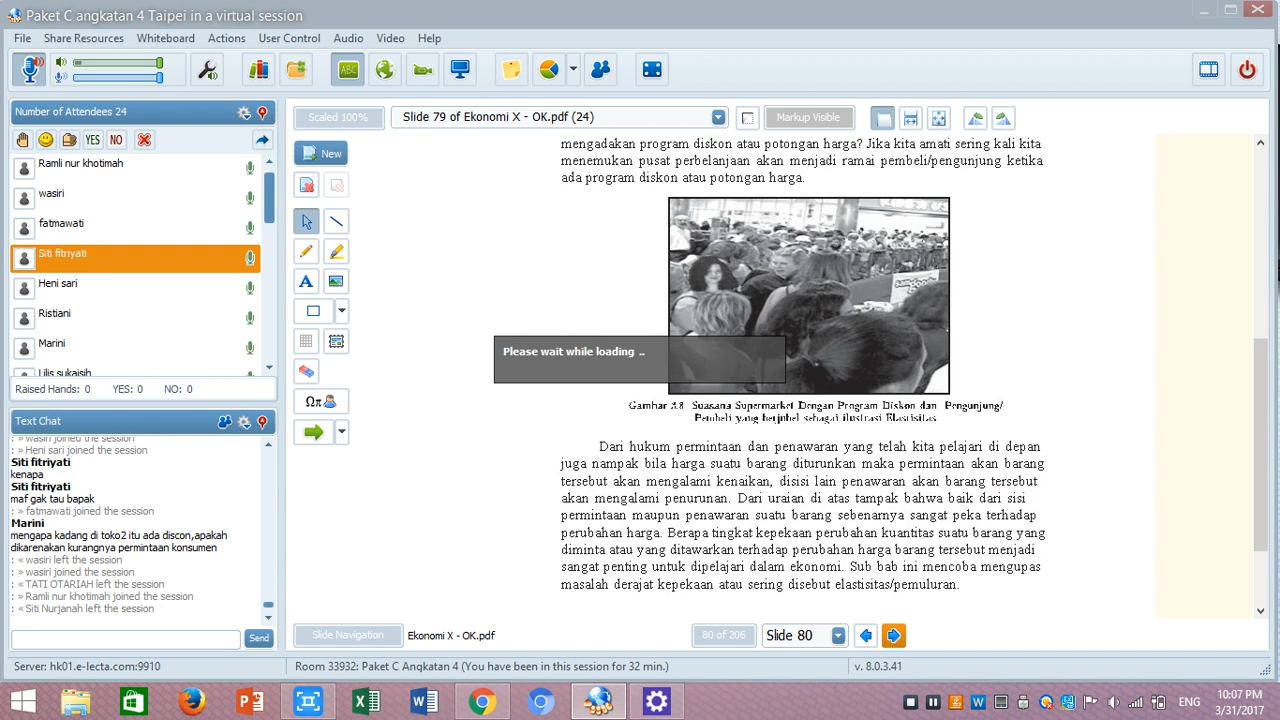 Paket C angkatan 4 Taipei in a virtual session
File Share Resources Whiteboard Actions User Control Audio Video Help
Number of Attendees 24
YES NO
Ramli nur khotimah
wasiri
fatmawati
Siti fitriyati
Heni sari
Ristiani
Marini
Lilis sukaisih
Raised Hands: 0 YES: 0 NO: 0
Text Chat
: » wasiri joined the session
: » Heni sari joined the session
Siti fitriyati
kenapa
Siti fitriyati
maf gak tau bapak
: » fatmawati joined the session
Marini
mengapa kadang di toko2 itu ada discon,apakah
dikarenakan kurangnya permintaan konsumen
: « wasiri left the session
: » wasiri joined the session
: « TATI OTARIAH left the session
: » Ramli nur khotimah joined the session
: « Siti Nurjanah left the session
Send
Scaled 100% Slide 79 of Ekonomi X - OK.pdf (24) Markup Visible
New
ABC
A
Ωπ
mengadakan program diskon atau potongan harga? Jika kita amati sering kali kita
menemukan pusat perbelanjaan akan menjadi ramai pembeli/pengunjung ketika
ada program diskon atau potongan harga.
Please wait while loading ..
Gambar 3.8 Suasana Supermarket Dengan Program Diskon dan Pengunjung/
Pembeli yang berjubel sebagai ilustrasi Elastisitas
Dari hukum permintaan dan penawaran yang telah kita pelajari di depan
juga nampak bila harga suatu barang diturunkan maka permintaan akan barang
tersebut akan mengalami kenaikan, disisi lain penawaran akan barang tersebut
akan mengalami penurunan. Dari uraian di atas tampak bahwa baik dari sisi
permintaan maupun penawaran suatu barang sebenarnya sangat peka terhadap
perubahan harga. Berapa tingkat kepekaan perubahan kuantitas suatu barang yang
diminta atau yang ditawarkan terhadap perubahan harga barang tersebut menjadi
sangat penting untuk dipelajari dalam ekonomi. Sub bab ini mencoba mengupas
masalah derajat kepekaan atau sering disebut elastisitas/pemuluran.
Slide Navigation Ekonomi X - OK.pdf 80 of 206 Slide 80
Server: hk01.e-lecta.com:9910 Room 33932: Paket C Angkatan 4 (You have been in this session for 32 min.) v. 8.0.3.41
ENG
10:07 PM
3/31/2017